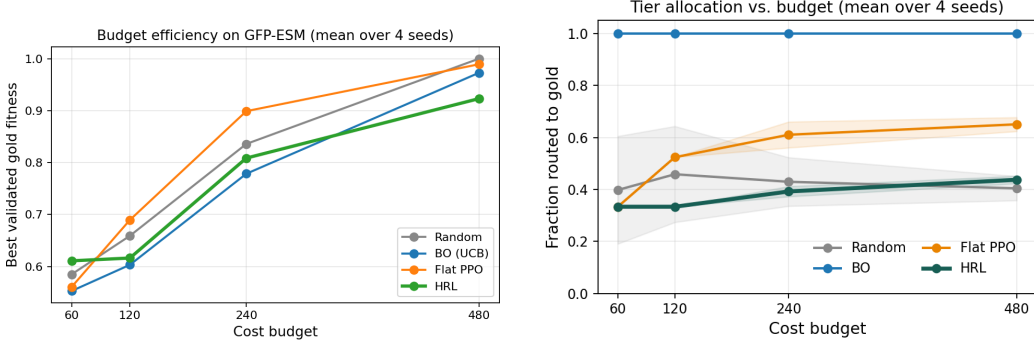 Budget efficiency on GFP-ESM (mean over 4 seeds)
Best validated gold fitness
1.0
0.9
0.8
0.7
0.6
60
120
240
480
Cost budget
Random
BO (UCB)
Flat PPO
HRL
Tier allocation vs. budget (mean over 4 seeds)
Fraction routed to gold
1.0
0.8
0.6
0.4
0.2
0.0
60
120
240
480
Cost budget
Random
BO
Flat PPO
HRL